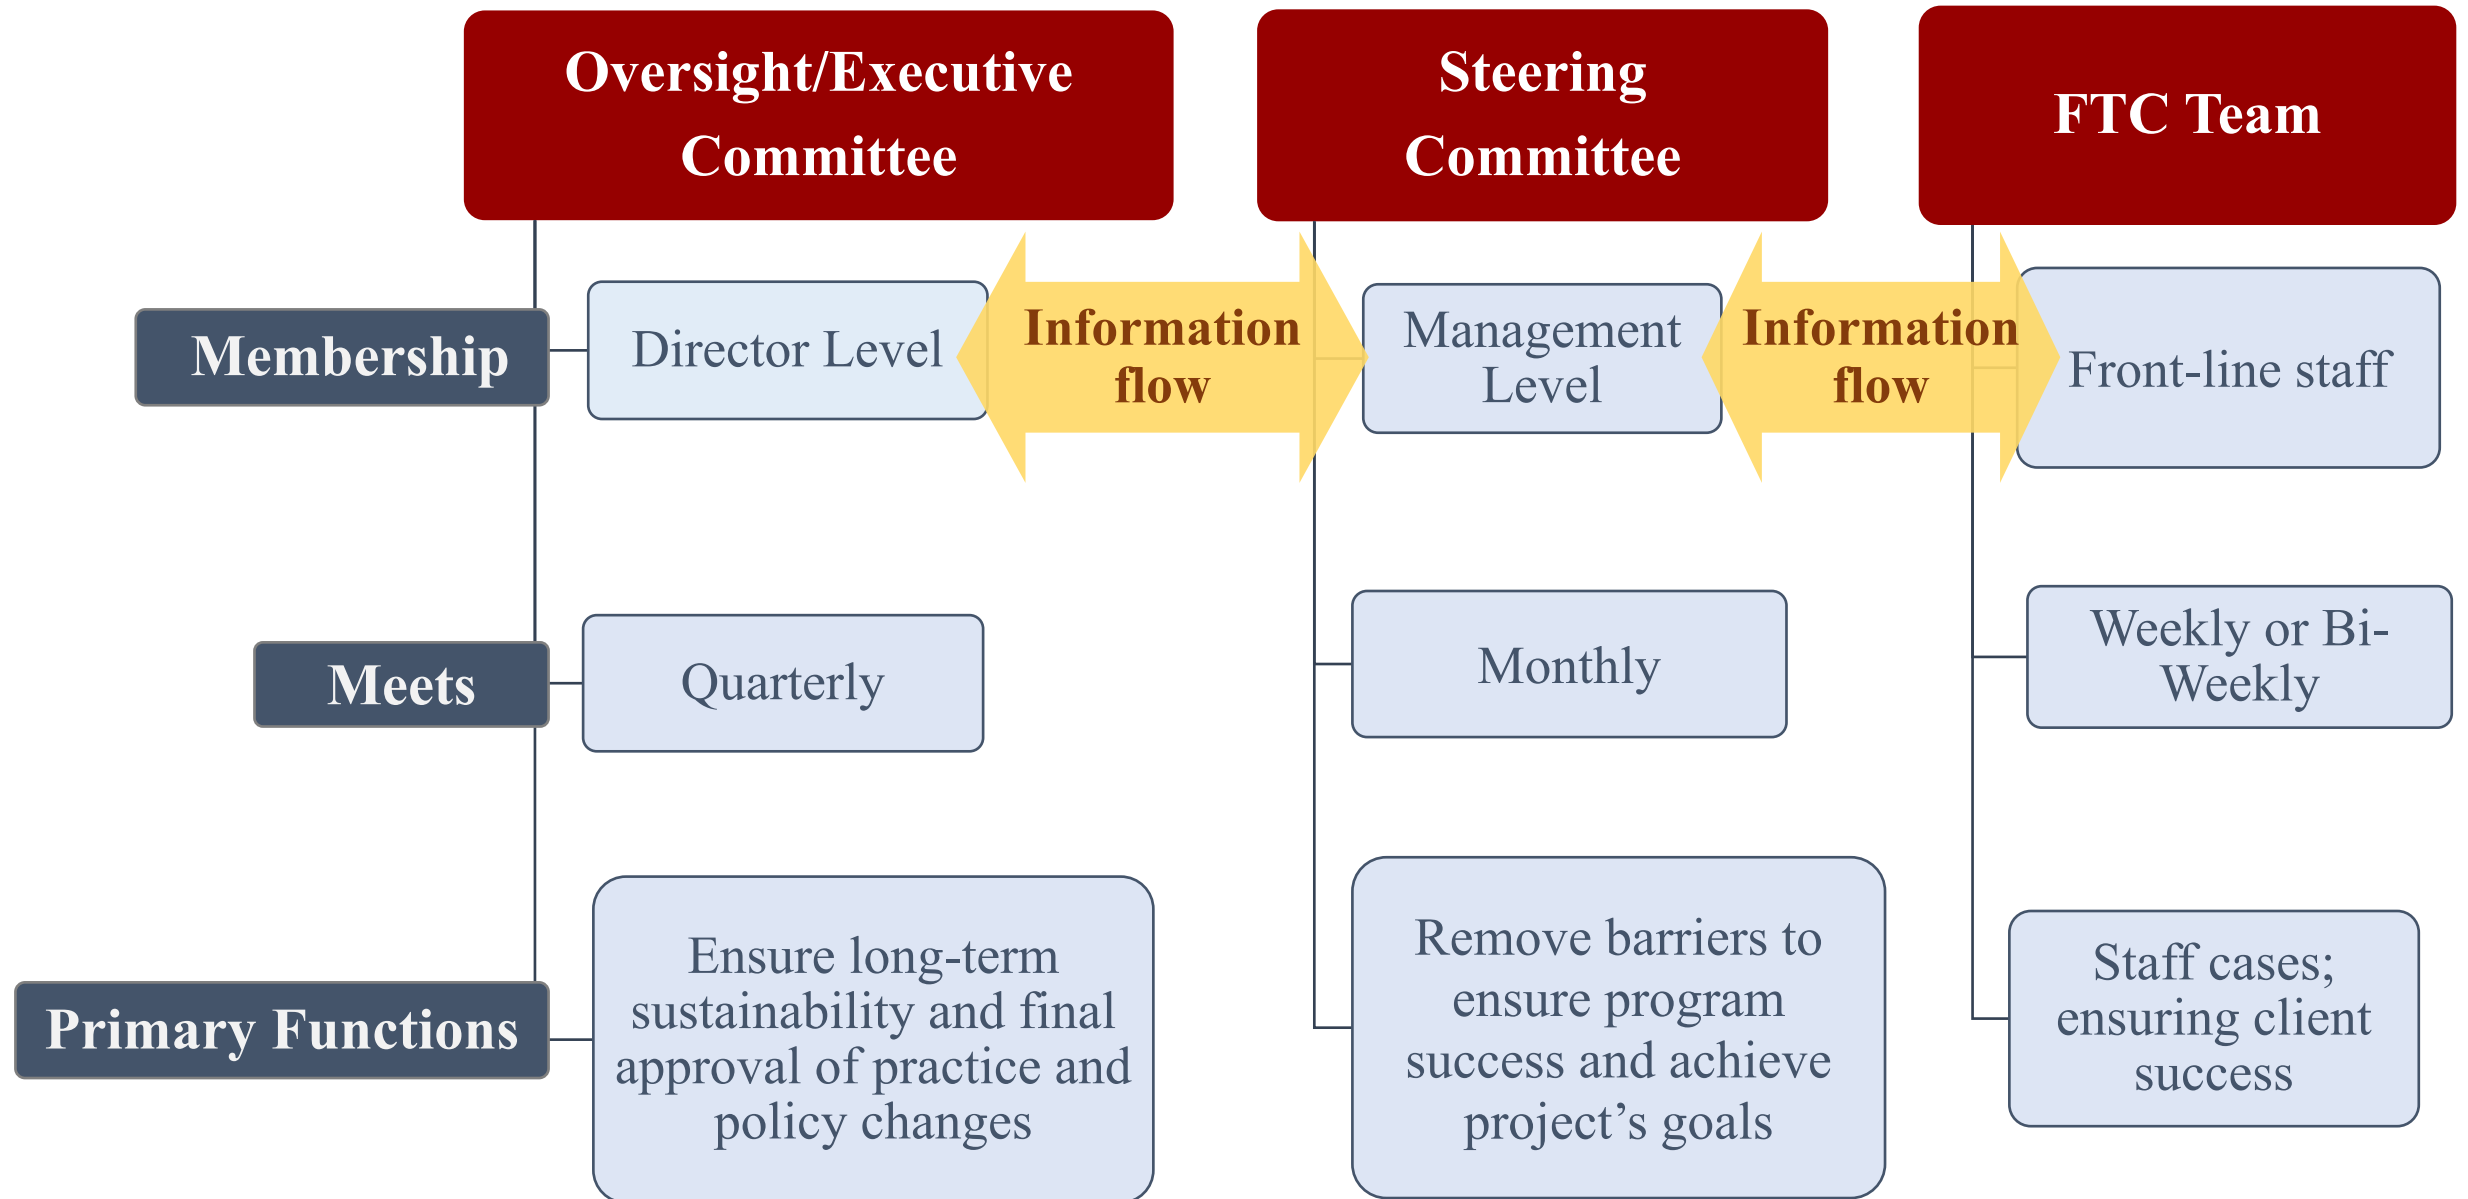 Oversight/Executive
Committee
Steering
Committee
FTC Team
Membership
Director Level
Information
flow
Management
Level
Information
flow
Front-line staff
Meets
Quarterly
Monthly
Weekly or Bi-
Weekly
Primary Functions
Ensure long-term
sustainability and final
approval of practice and
policy changes
Remove barriers to
ensure program
success and achieve
project’s goals
Staff cases;
ensuring client
success